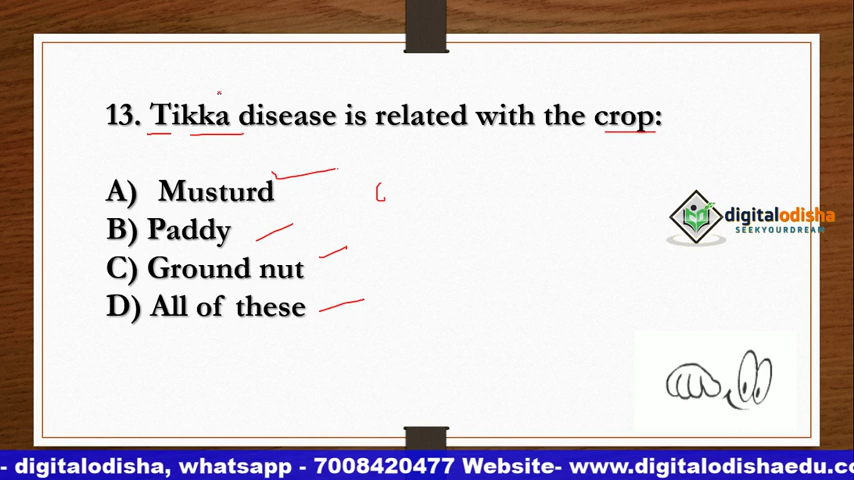 13. Tikka disease is related with the crop:
A) Musturd
B) Paddy
C) Ground nut
D) All of these
digitalodisha
SEEKYOURDREAM
- digitalodisha, whatsapp - 7008420477 Website- www.digitalodishaedu.co